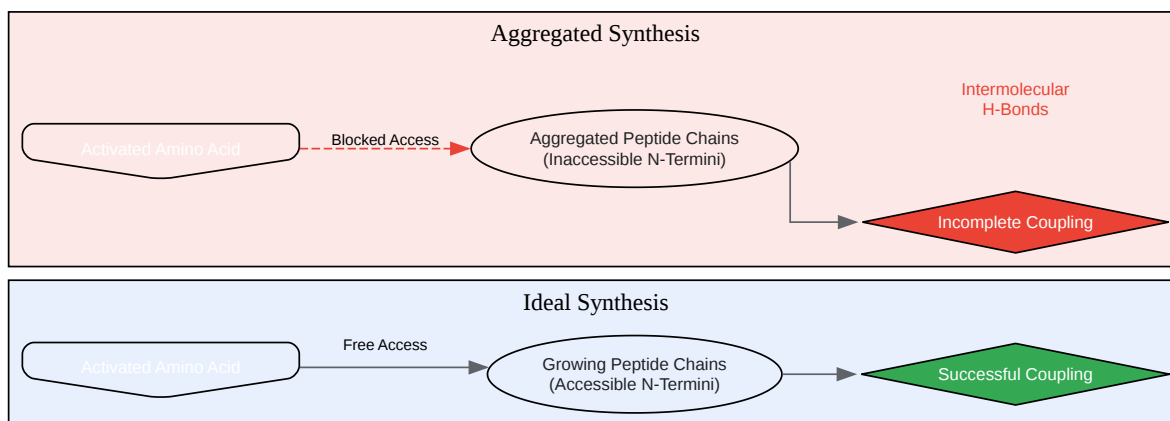 Aggregated Synthesis
Intermolecular
H-Bonds
Activated Amino Acid
Blocked Access
Aggregated Peptide Chains
(Inaccessible N-Termini)
Incomplete Coupling
Ideal Synthesis
Activated Amino Acid
Free Access
Growing Peptide Chains
(Accessible N-Termini)
Successful Coupling